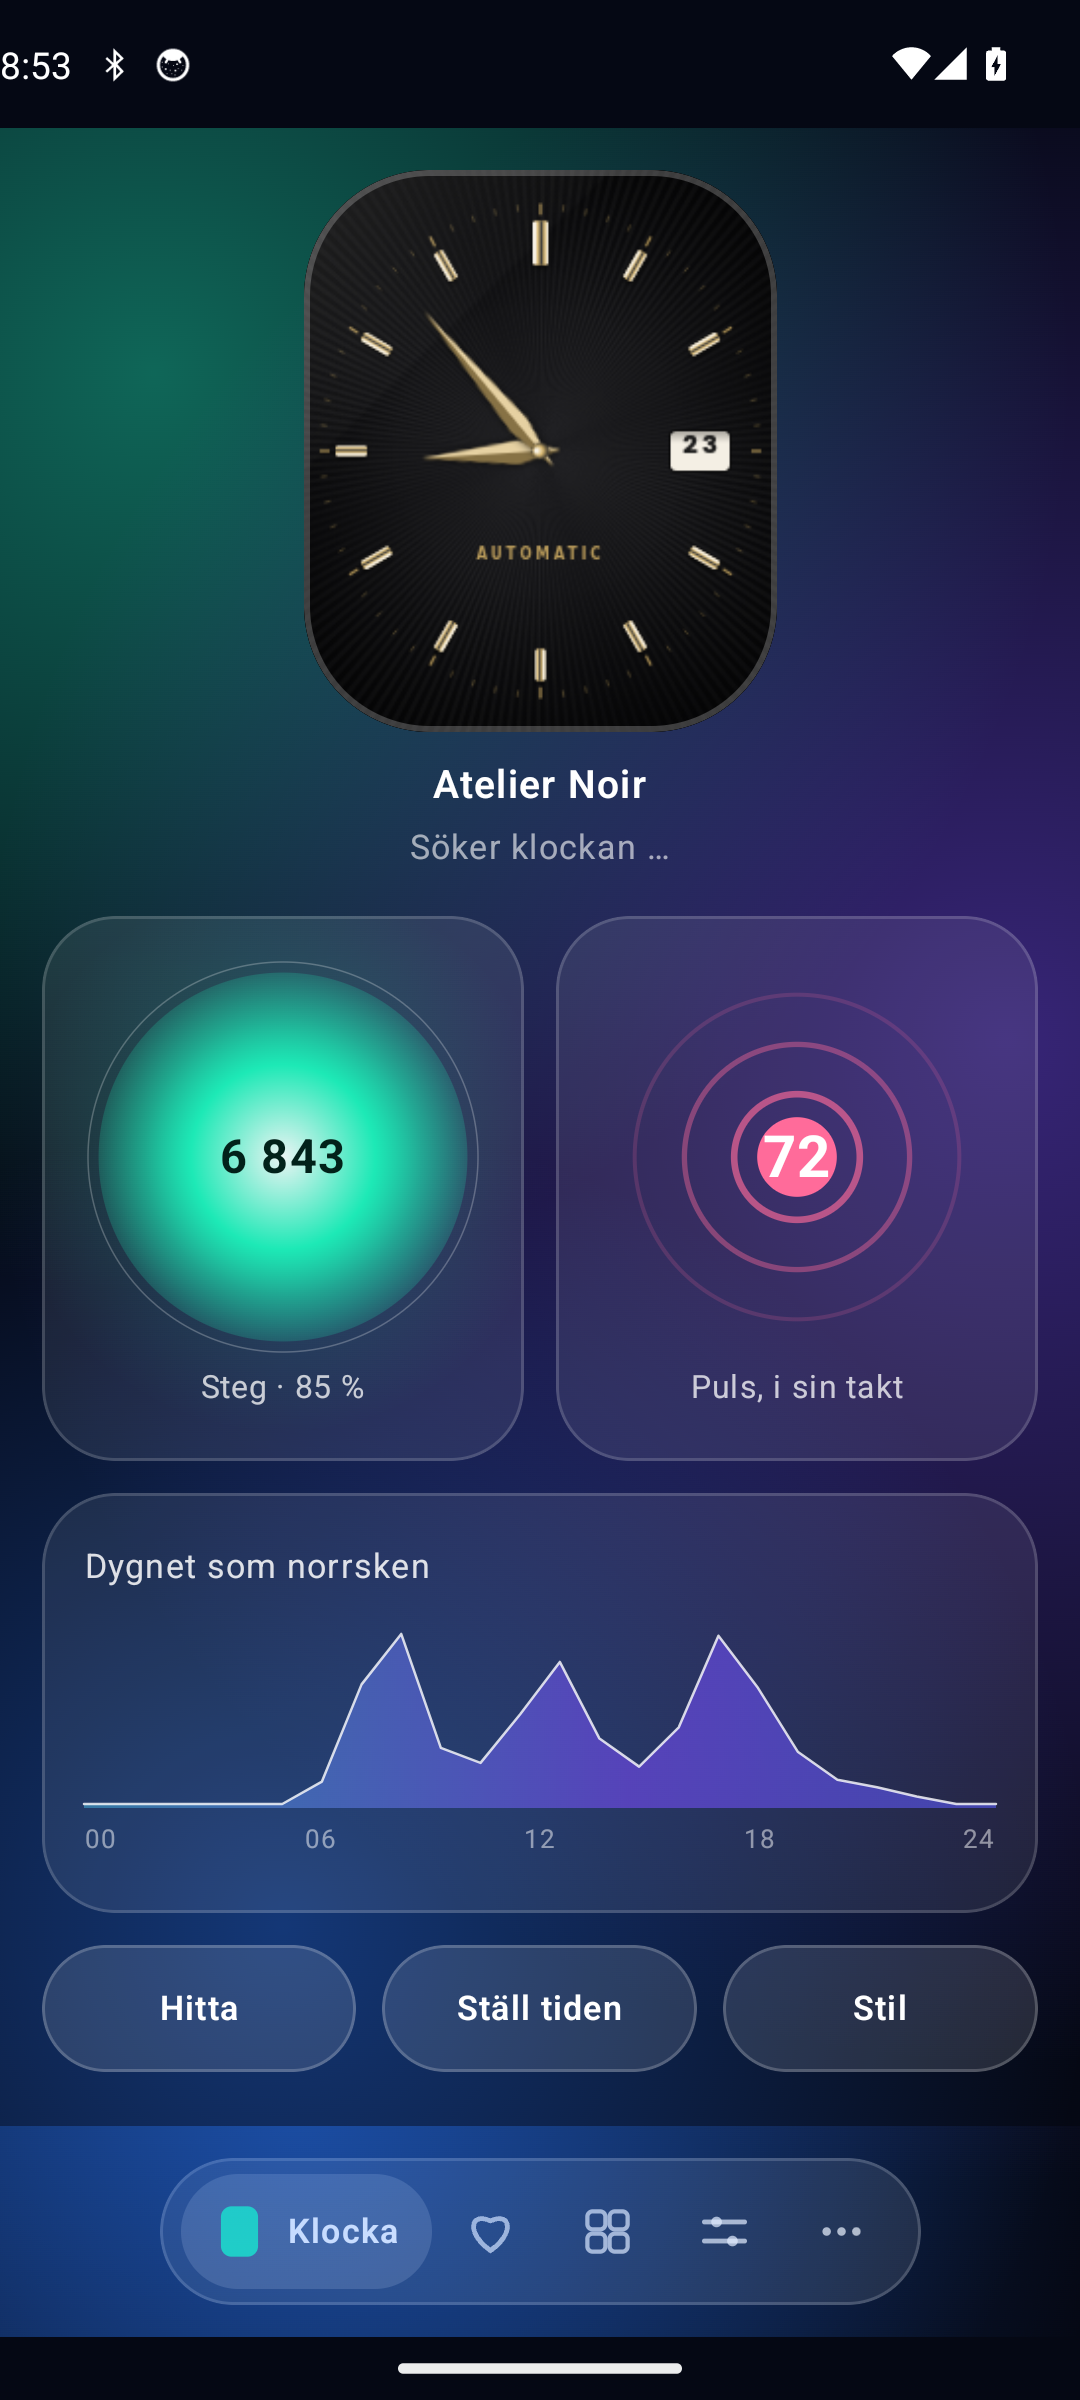 8:53
23
AUTOMATIC
Atelier Noir
Söker klockan ...
6 843
72
Steg · 85 %
Puls, i sin takt
Dygnet som norrsken
00 06 12 18 24
Hitta
Ställ tiden
Stil
Klocka